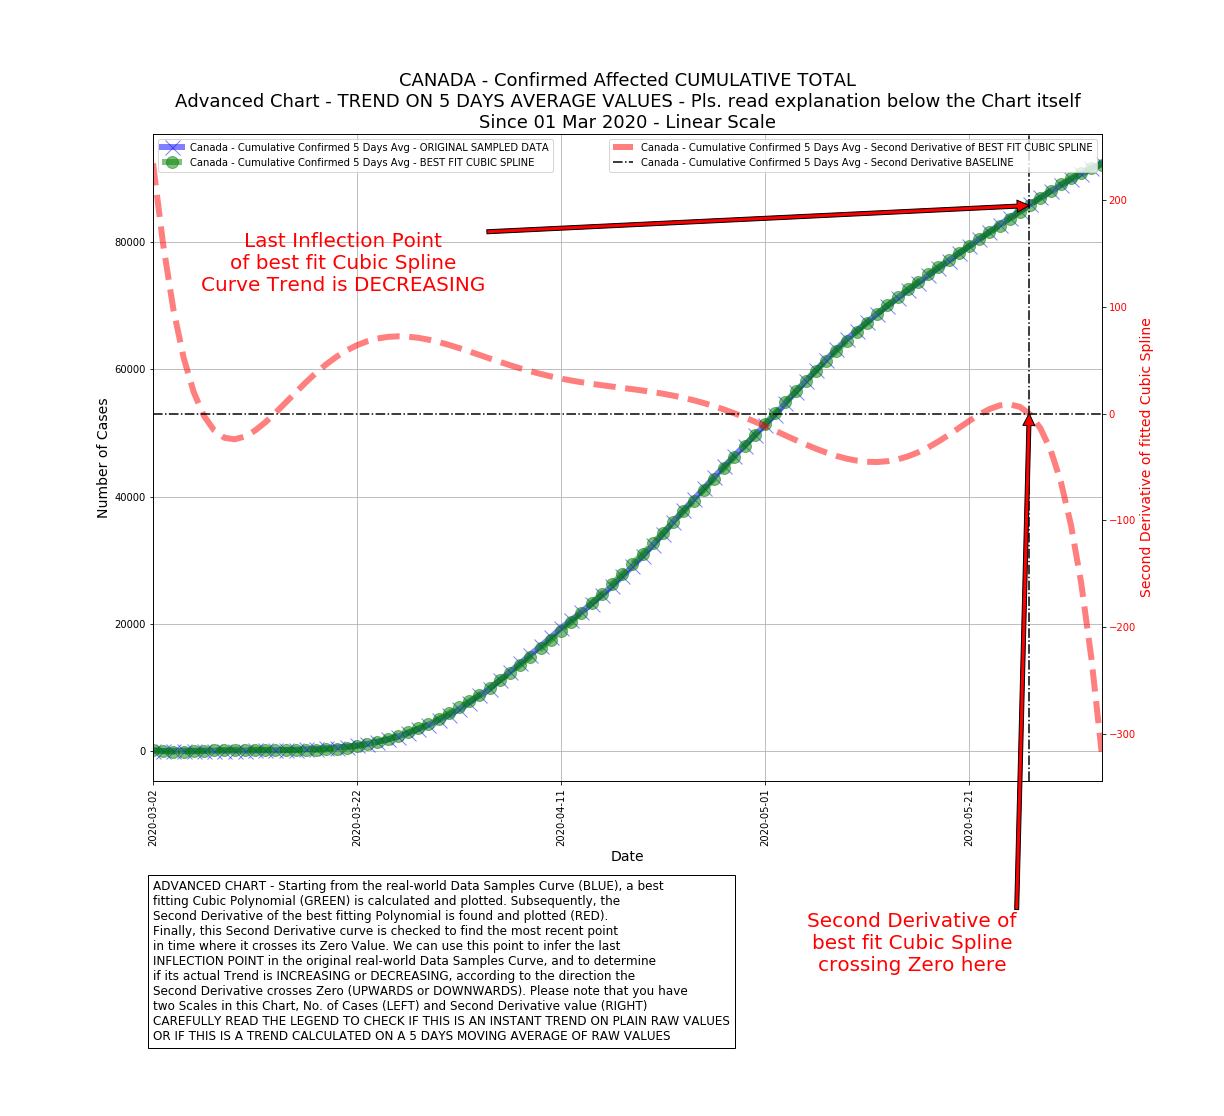 CANADA - Confirmed Affected CUMULATIVE TOTAL
Advanced Chart - TREND ON 5 DAYS AVERAGE VALUES - Pls. read explanation below the Chart itself
Since 01 Mar 2020 - Linear Scale
Canada - Cumulative Confirmed 5 Days Avg - ORIGINAL SAMPLED DATA
Canada - Cumulative Confirmed 5 Days Avg - BEST FIT CUBIC SPLINE
Canada - Cumulative Confirmed 5 Days Avg - Second Derivative of BEST FIT CUBIC SPLINE
Canada - Cumulative Confirmed 5 Days Avg - Second Derivative BASELINE
Last Inflection Point
of best fit Cubic Spline
Curve Trend is DECREASING
Number of Cases
80000
60000
40000
20000
0
200
100
0
−100
−200
−300
Second Derivative of fitted Cubic Spline
2020-03-02
2020-03-22
2020-04-11
2020-05-01
2020-05-21
Date
ADVANCED CHART - Starting from the real-world Data Samples Curve (BLUE), a best
fitting Cubic Polynomial (GREEN) is calculated and plotted. Subsequently, the
Second Derivative of the best fitting Polynomial is found and plotted (RED).
Finally, this Second Derivative curve is checked to find the most recent point
in time where it crosses its Zero Value. We can use this point to infer the last
INFLECTION POINT in the original real-world Data Samples Curve, and to determine
if its actual Trend is INCREASING or DECREASING, according to the direction the
Second Derivative crosses Zero (UPWARDS or DOWNWARDS). Please note that you have
two Scales in this Chart, No. of Cases (LEFT) and Second Derivative value (RIGHT)
CAREFULLY READ THE LEGEND TO CHECK IF THIS IS AN INSTANT TREND ON PLAIN RAW VALUES
OR IF THIS IS A TREND CALCULATED ON A 5 DAYS MOVING AVERAGE OF RAW VALUES
Second Derivative of
best fit Cubic Spline
crossing Zero here